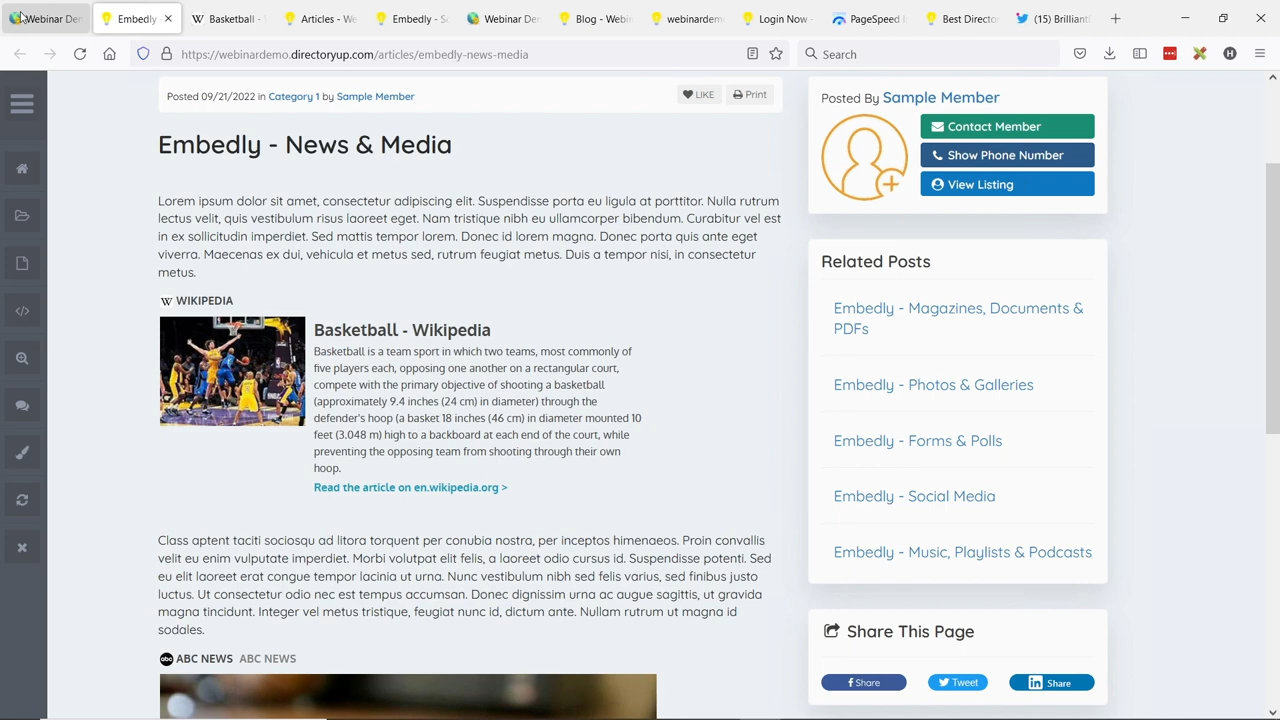 Webinar Der
Embedly
Basketball -
Articles - We
Embedly - S
Webinar Der
Blog - Webin
webinardemo
Login Now -
PageSpeed I
Best Directo
(15) Brilliant
https://webinardemo.directoryup.com/articles/embedly-news-media
Search
H
Posted 09/21/2022 in Category 1 by Sample Member
LIKE
Print
Embedly - News & Media
Lorem ipsum dolor sit amet, consectetur adipiscing elit. Suspendisse porta eu ligula at porttitor. Nulla rutrum
lectus velit, quis vestibulum risus laoreet eget. Nam tristique nibh eu ullamcorper bibendum. Curabitur vel est
in ex sollicitudin imperdiet. Sed mattis tempor lorem. Donec id lorem magna. Donec porta quis ante eget
viverra. Maecenas ex dui, vehicula et metus sed, rutrum feugiat metus. Duis a tempor nisi, in consectetur
metus.
W WIKIPEDIA
Basketball - Wikipedia
Basketball is a team sport in which two teams, most commonly of
five players each, opposing one another on a rectangular court,
compete with the primary objective of shooting a basketball
(approximately 9.4 inches (24 cm) in diameter) through the
defender's hoop (a basket 18 inches (46 cm) in diameter mounted 10
feet (3.048 m) high to a backboard at each end of the court, while
preventing the opposing team from shooting through their own
hoop.
Read the article on en.wikipedia.org >
Class aptent taciti sociosqu ad litora torquent per conubia nostra, per inceptos himenaeos. Proin convallis
velit eu enim vulputate imperdiet. Morbi volutpat elit felis, a laoreet odio cursus id. Suspendisse potenti. Sed
eu elit laoreet erat congue tempor lacinia ut urna. Nunc vestibulum nibh sed felis varius, sed finibus justo
luctus. Ut consectetur odio nec est tempus accumsan. Donec dignissim urna ac augue sagittis, ut gravida
magna tincidunt. Integer vel metus tristique, feugiat nunc id, dictum ante. Nullam rutrum ut magna id
sodales.
abc ABC NEWS ABC NEWS
Posted By Sample Member
Contact Member
Show Phone Number
View Listing
Related Posts
Embedly - Magazines, Documents &
PDFs
Embedly - Photos & Galleries
Embedly - Forms & Polls
Embedly - Social Media
Embedly - Music, Playlists & Podcasts
Share This Page
Share
Tweet
Share